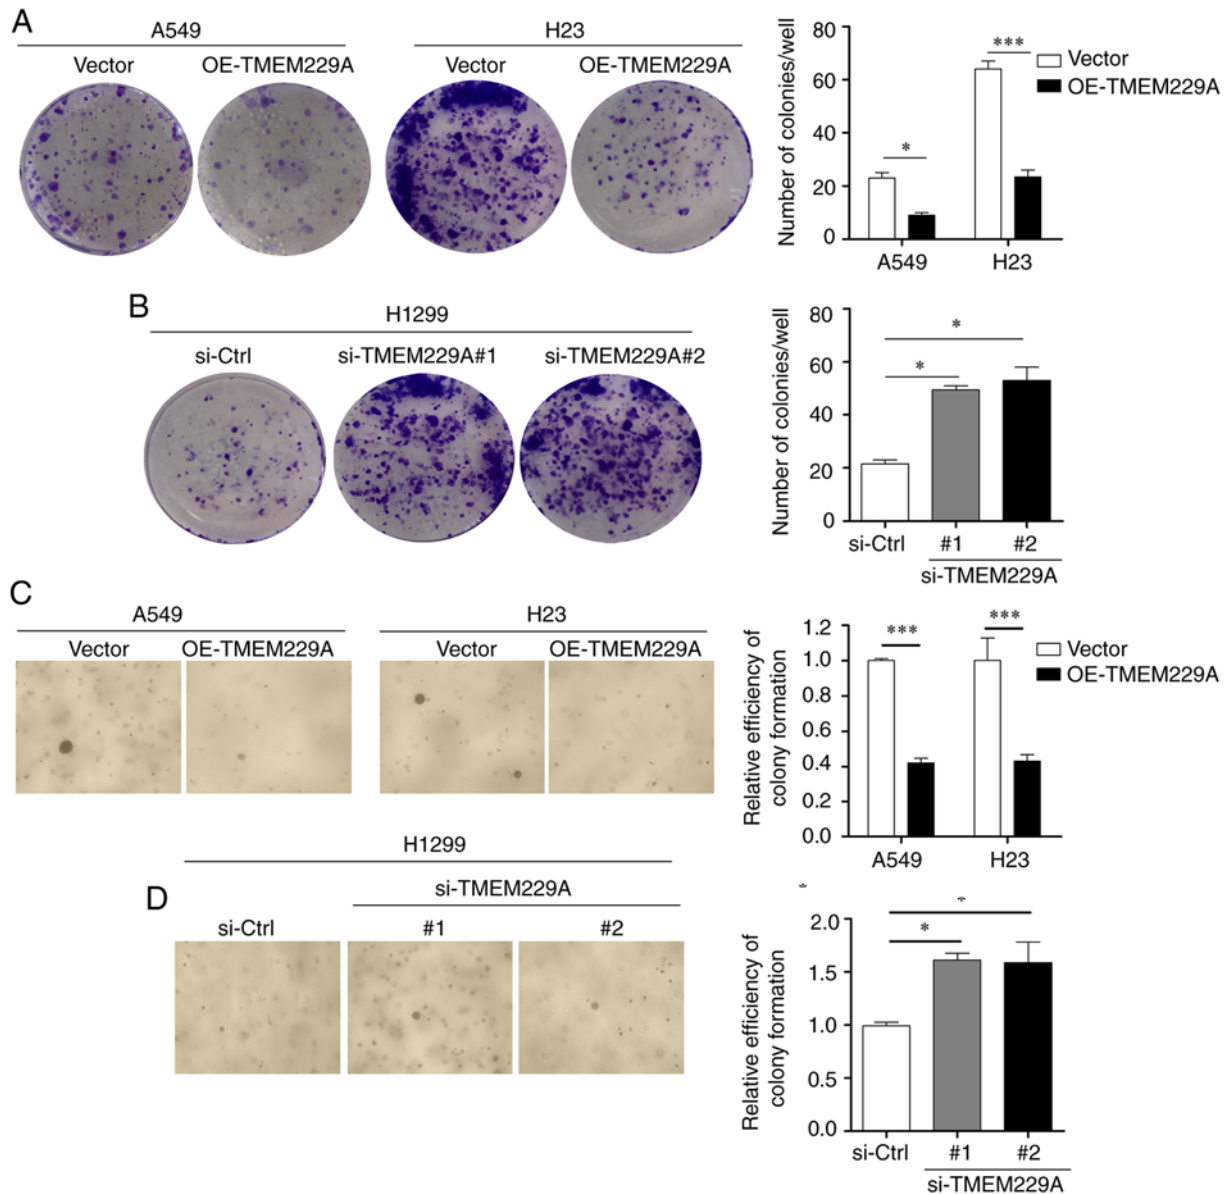 A
A549
H23
Vector
OE-TMEM229A
Vector
OE-TMEM229A
Number of colonies/well
80
60
40
20
0
*
***
A549
H23
Vector
OE-TMEM229A
B
H1299
si-Ctrl
si-TMEM229A#1
si-TMEM229A#2
Number of colonies/well
80
60
40
20
0
*
*
si-Ctrl
#1
#2
si-TMEM229A
C
A549
H23
Vector
OE-TMEM229A
Vector
OE-TMEM229A
Relative efficiency of
colony formation
1.2
1.0
0.8
0.6
0.4
0.2
0.0
***
***
A549
H23
Vector
OE-TMEM229A
D
H1299
si-TMEM229A
si-Ctrl
#1
#2
Relative efficiency of
colony formation
2.0
1.5
1.0
0.5
0.0
*
*
*
si-Ctrl
#1
#2
si-TMEM229A